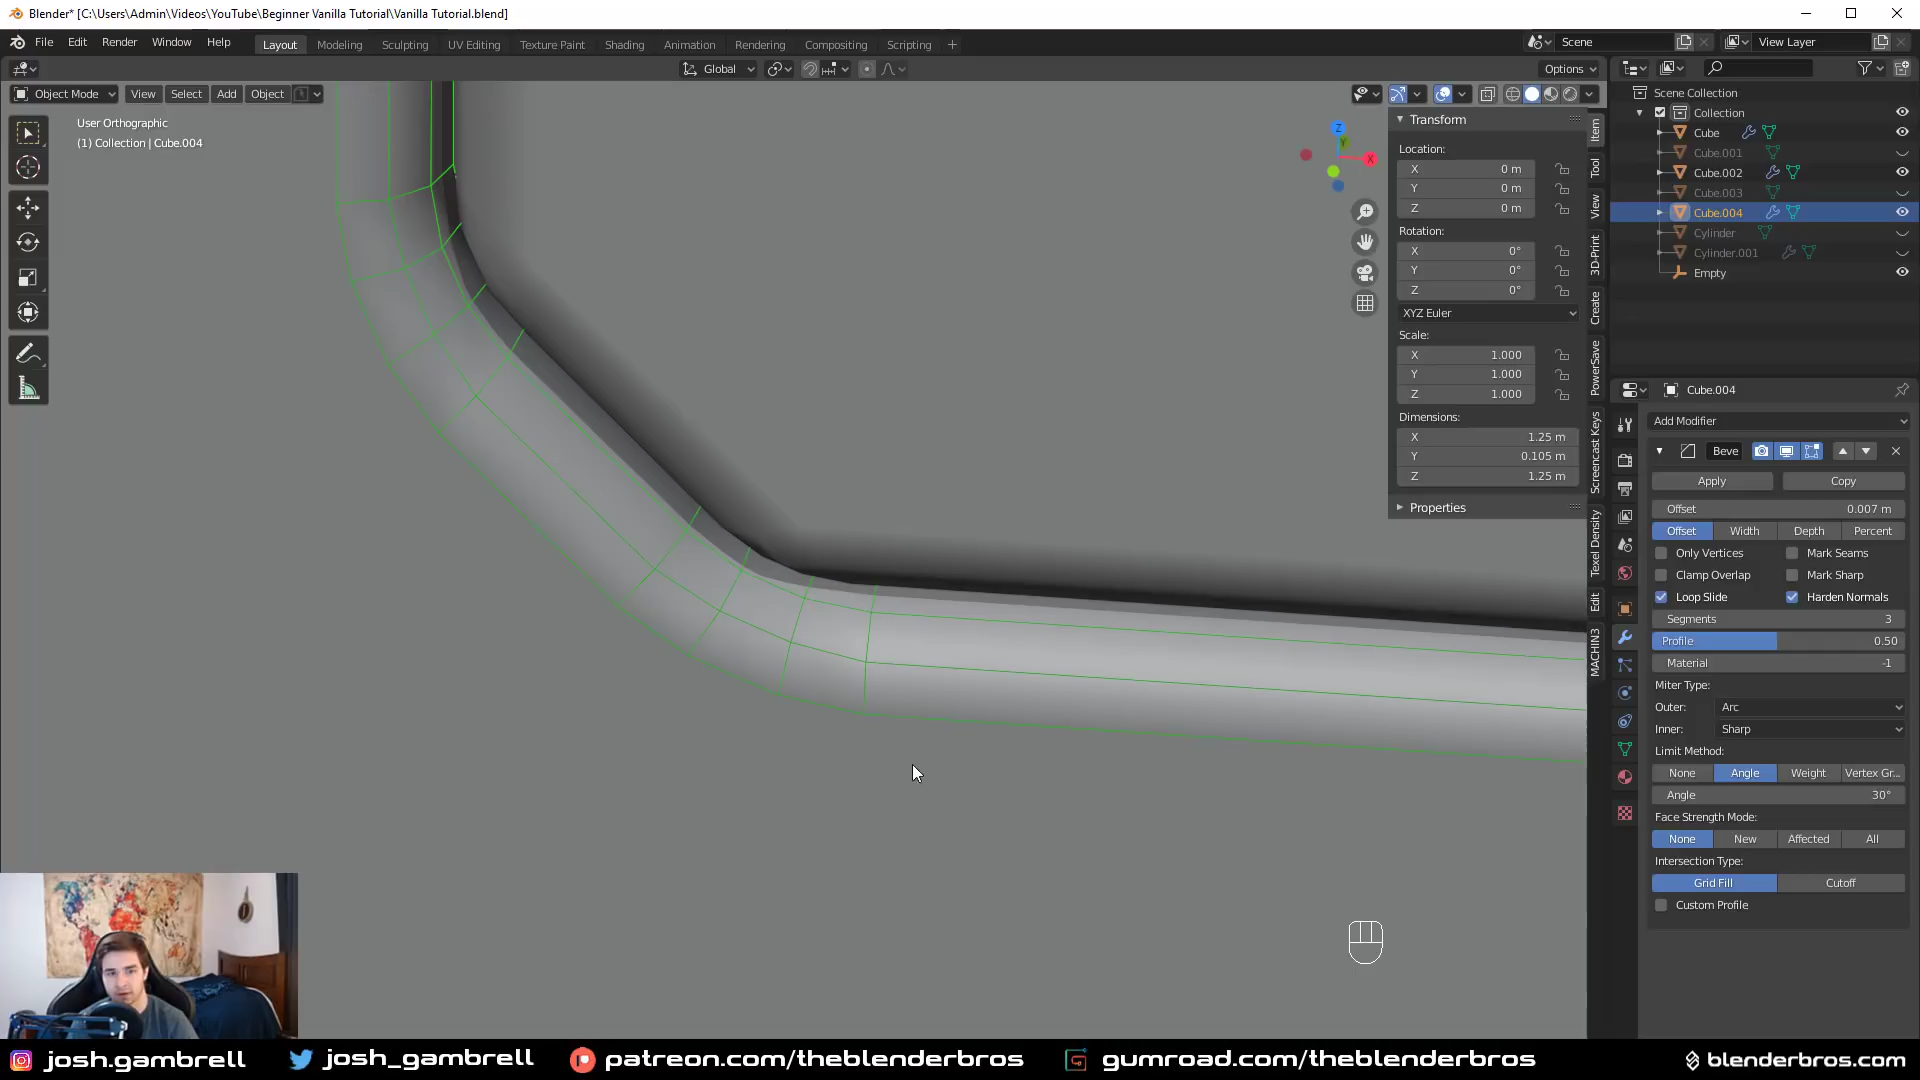 Blender* [C:\Users\Admin\Videos\YouTube\Beginner Vanilla Tutorial\Vanilla Tutorial.blend]
File Edit Render Window Help
Layout Modeling Sculpting UV Editing Texture Paint Shading Animation Rendering Compositing Scripting +
Scene
View Layer
Global
Options
Object Mode View Select Add Object
User Orthographic
(1) Collection | Cube.004
Z
Y
X
Transform
Location:
X 0 m
Y 0 m
Z 0 m
Rotation:
X 0°
Y 0°
Z 0°
XYZ Euler
Scale:
X 1.000
Y 1.000
Z 1.000
Dimensions:
X 1.25 m
Y 0.105 m
Z 1.25 m
Properties
Item
Tool
View
3D-Print
Create
PowerSave
Screencast Keys
Texel Density
Edit
MACHIN3
Scene Collection
Collection
Cube
Cube.001
Cube.002
Cube.003
Cube.004
Cylinder
Cylinder.001
Empty
Cube.004
Add Modifier
Beve
Apply Copy
Offset 0.007 m
Offset Width Depth Percent
Only Vertices Mark Seams
Clamp Overlap Mark Sharp
Loop Slide Harden Normals
Segments 3
Profile 0.50
Material -1
Miter Type:
Outer: Arc
Inner: Sharp
Limit Method:
None Angle Weight Vertex Gr...
Angle 30°
Face Strength Mode:
None New Affected All
Intersection Type:
Grid Fill Cutoff
Custom Profile
josh.gambrell josh_gambrell patreon.com/theblenderbros gumroad.com/theblenderbros blenderbros.com